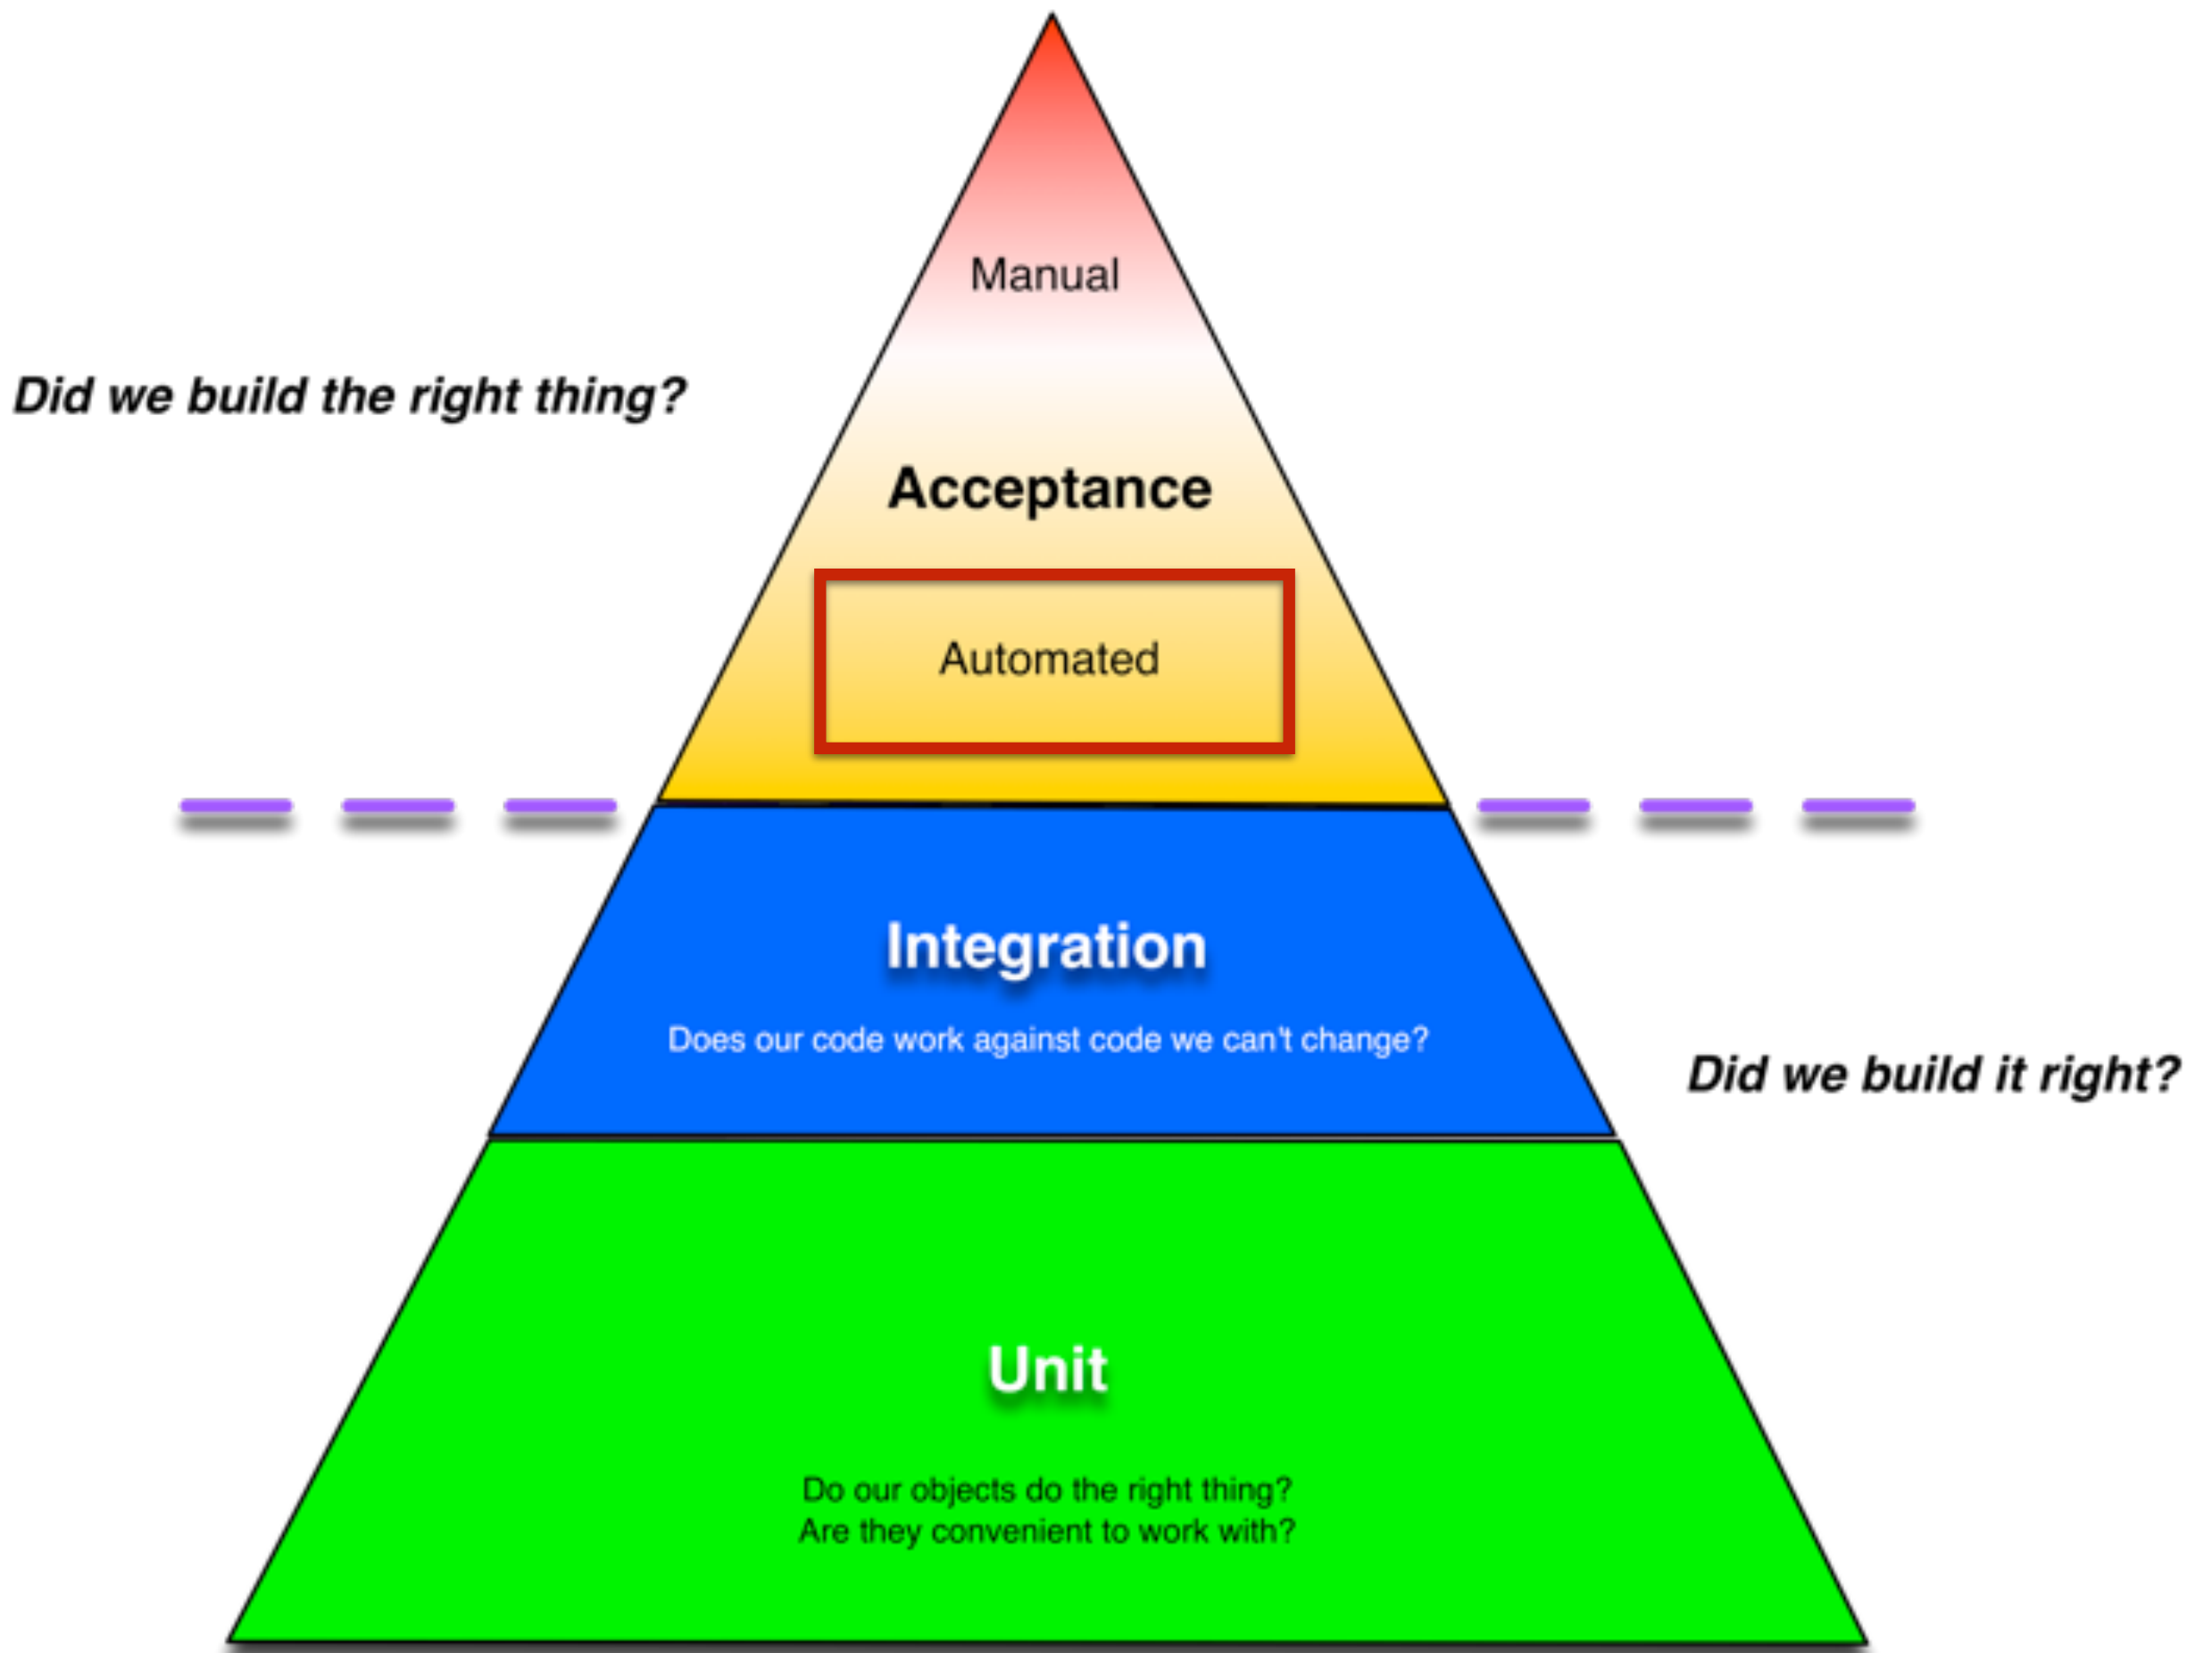 Manual
Did we build the right thing?
Acceptance
Automated
Integration
Does our code work against code we can't change?
Did we build it right?
Unit
Do our objects do the right thing?
Are they convenient to work with?